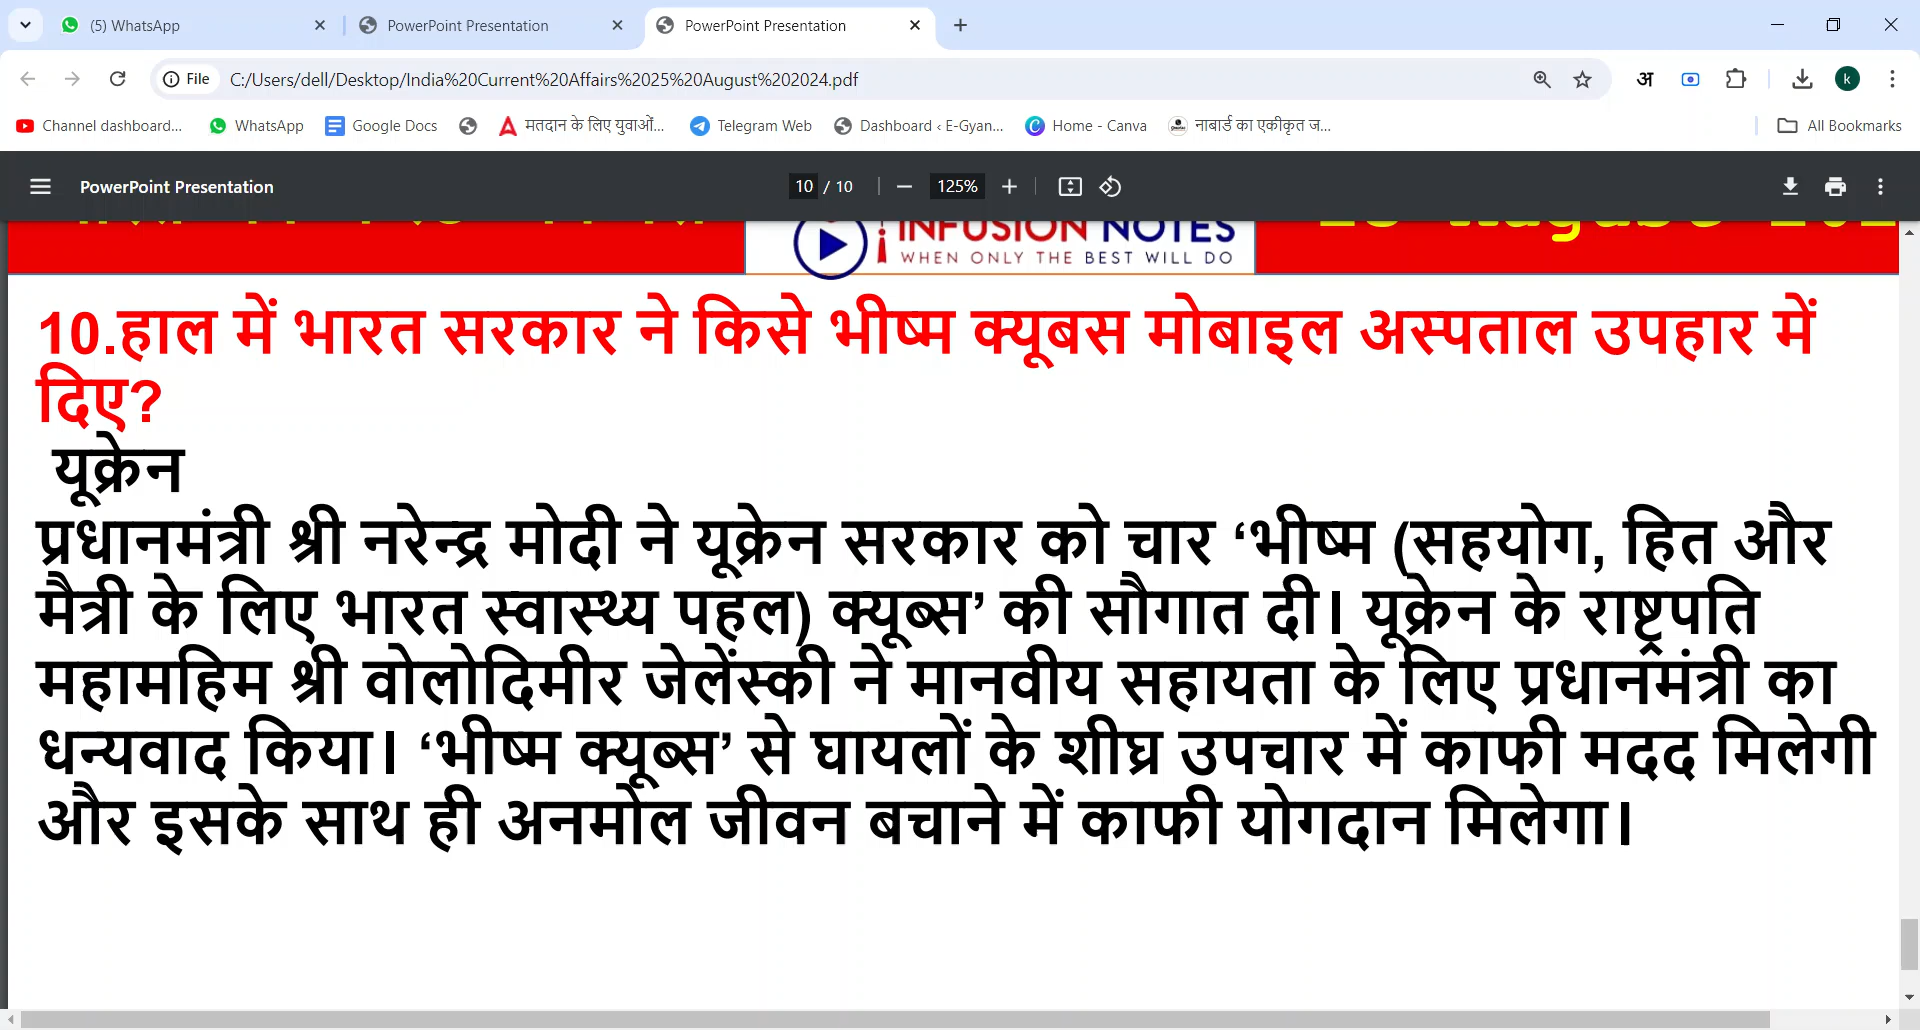 (5) WhatsApp
PowerPoint Presentation
PowerPoint Presentation
File
C:/Users/dell/Desktop/India%20Current%20Affairs%2025%20August%202024.pdf
अ
k
Channel dashboard...
WhatsApp
Google Docs
मतदान के लिए युवाओं...
Telegram Web
Dashboard ‹ E-Gyan...
Home - Canva
नाबार्ड का एकीकृत ज...
All Bookmarks
PowerPoint Presentation
10 / 10
125%
INFUSION NOTES
WHEN ONLY THE BEST WILL DO
10.हाल में भारत सरकार ने किसे भीष्म क्यूबस मोबाइल अस्पताल उपहार में
दिए?
यूक्रेन
प्रधानमंत्री श्री नरेन्द्र मोदी ने यूक्रेन सरकार को चार ‘भीष्म (सहयोग, हित और
मैत्री के लिए भारत स्वास्थ्य पहल) क्यूब्स’ की सौगात दी। यूक्रेन के राष्ट्रपति
महामहिम श्री वोलोदिमीर जेलेंस्की ने मानवीय सहायता के लिए प्रधानमंत्री का
धन्यवाद किया। ‘भीष्म क्यूब्स’ से घायलों के शीघ्र उपचार में काफी मदद मिलेगी
और इसके साथ ही अनमोल जीवन बचाने में काफी योगदान मिलेगा।